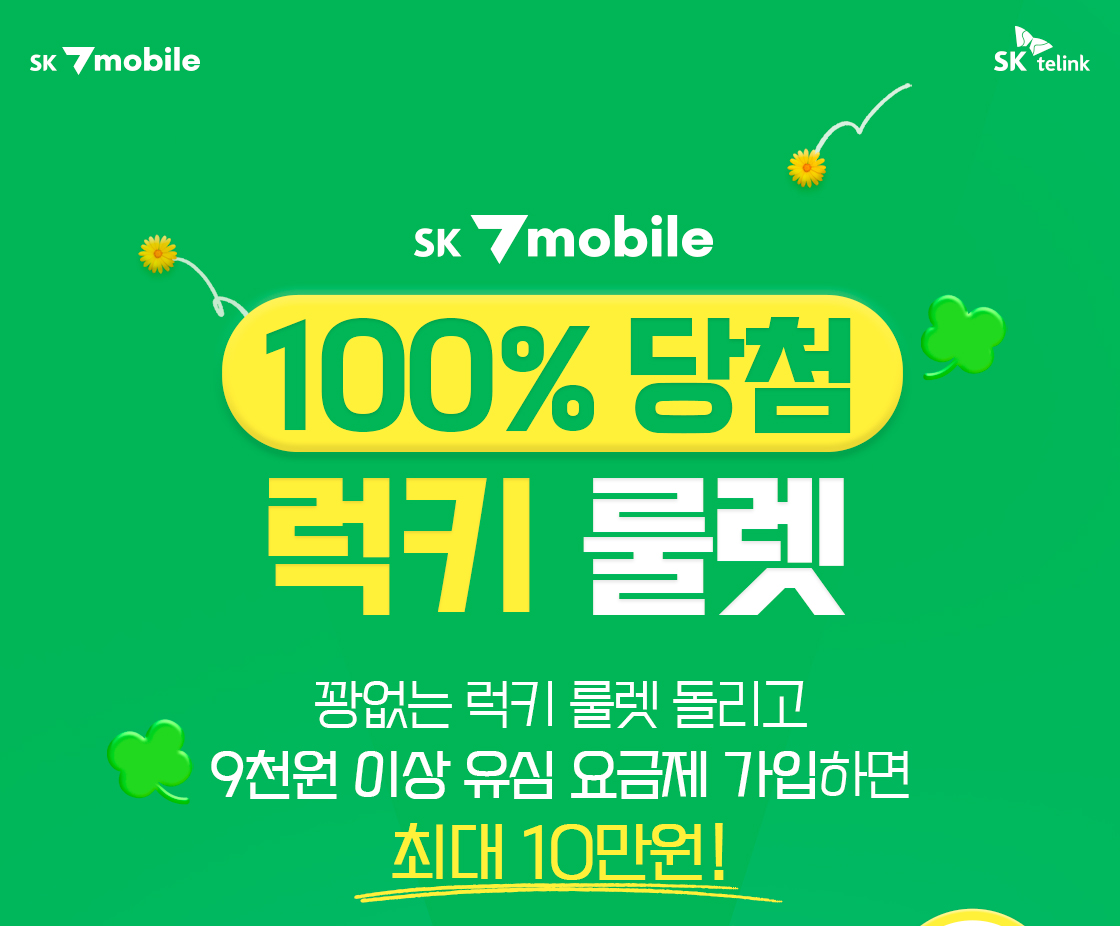 SK 7mobile
SK telink
SK 7mobile
100% 당첨
럭키 룰렛
꽝없는 럭키 룰렛 돌리고
9천원 이상 유심 요금제 가입하면
최대 10만원!